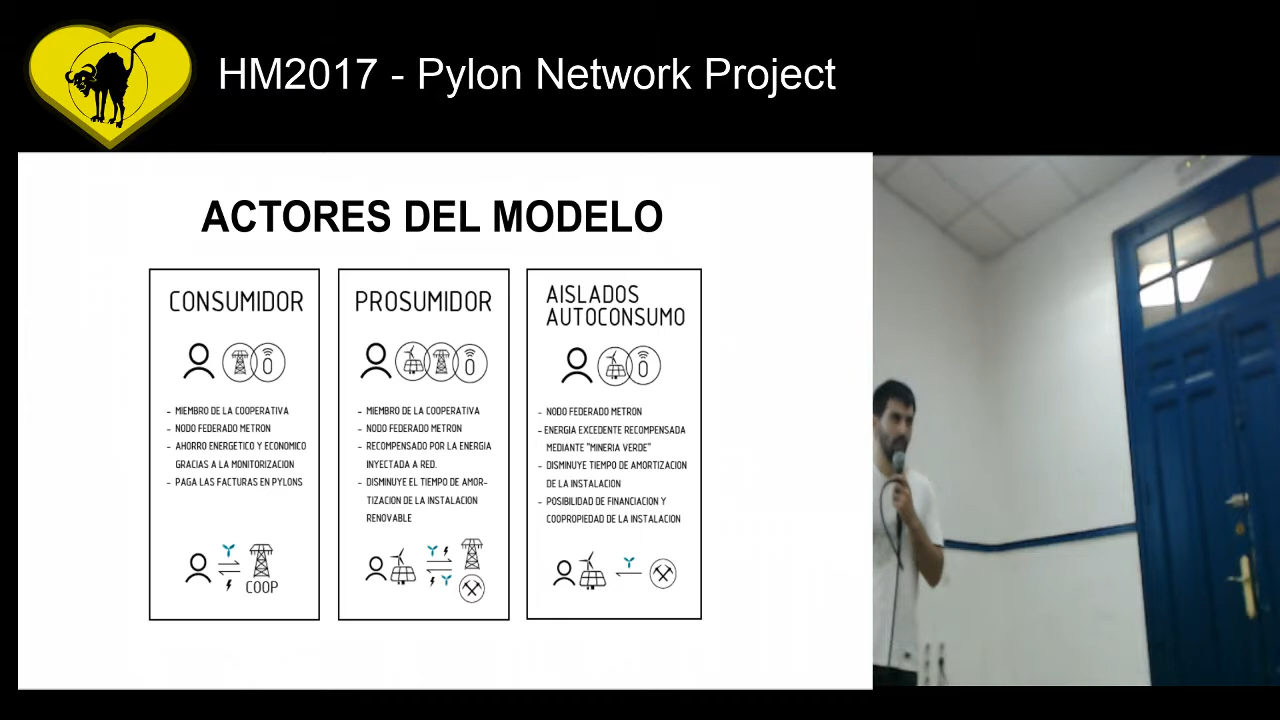 HM2017 - Pylon Network Project
ACTORES DEL MODELO
CONSUMIDOR
- MIEMBRO DE LA COOPERATIVA
- NODO FEDERADO METRON
- AHORRO ENERGETICO Y ECONOMICO
GRACIAS A LA MONITORIZACION
- PAGA LAS FACTURAS EN PYLONS
COOP
PROSUMIDOR
- MIEMBRO DE LA COOPERATIVA
- NODO FEDERADO METRON
- RECOMPENSADO POR LA ENERGIA
INYECTADA A RED.
- DISMINUYE EL TIEMPO DE AMOR-
TIZACION DE LA INSTALACION
RENOVABLE
AISLADOS
AUTOCONSUMO
- NODO FEDERADO METRON
- ENERGIA EXCEDENTE RECOMPENSADA
MEDIANTE "MINERIA VERDE"
- DISMINUYE TIEMPO DE AMORTIZACION
DE LA INSTALACION
- POSIBILIDAD DE FINANCIACION Y
COOPROPIEDAD DE LA INSTALACION